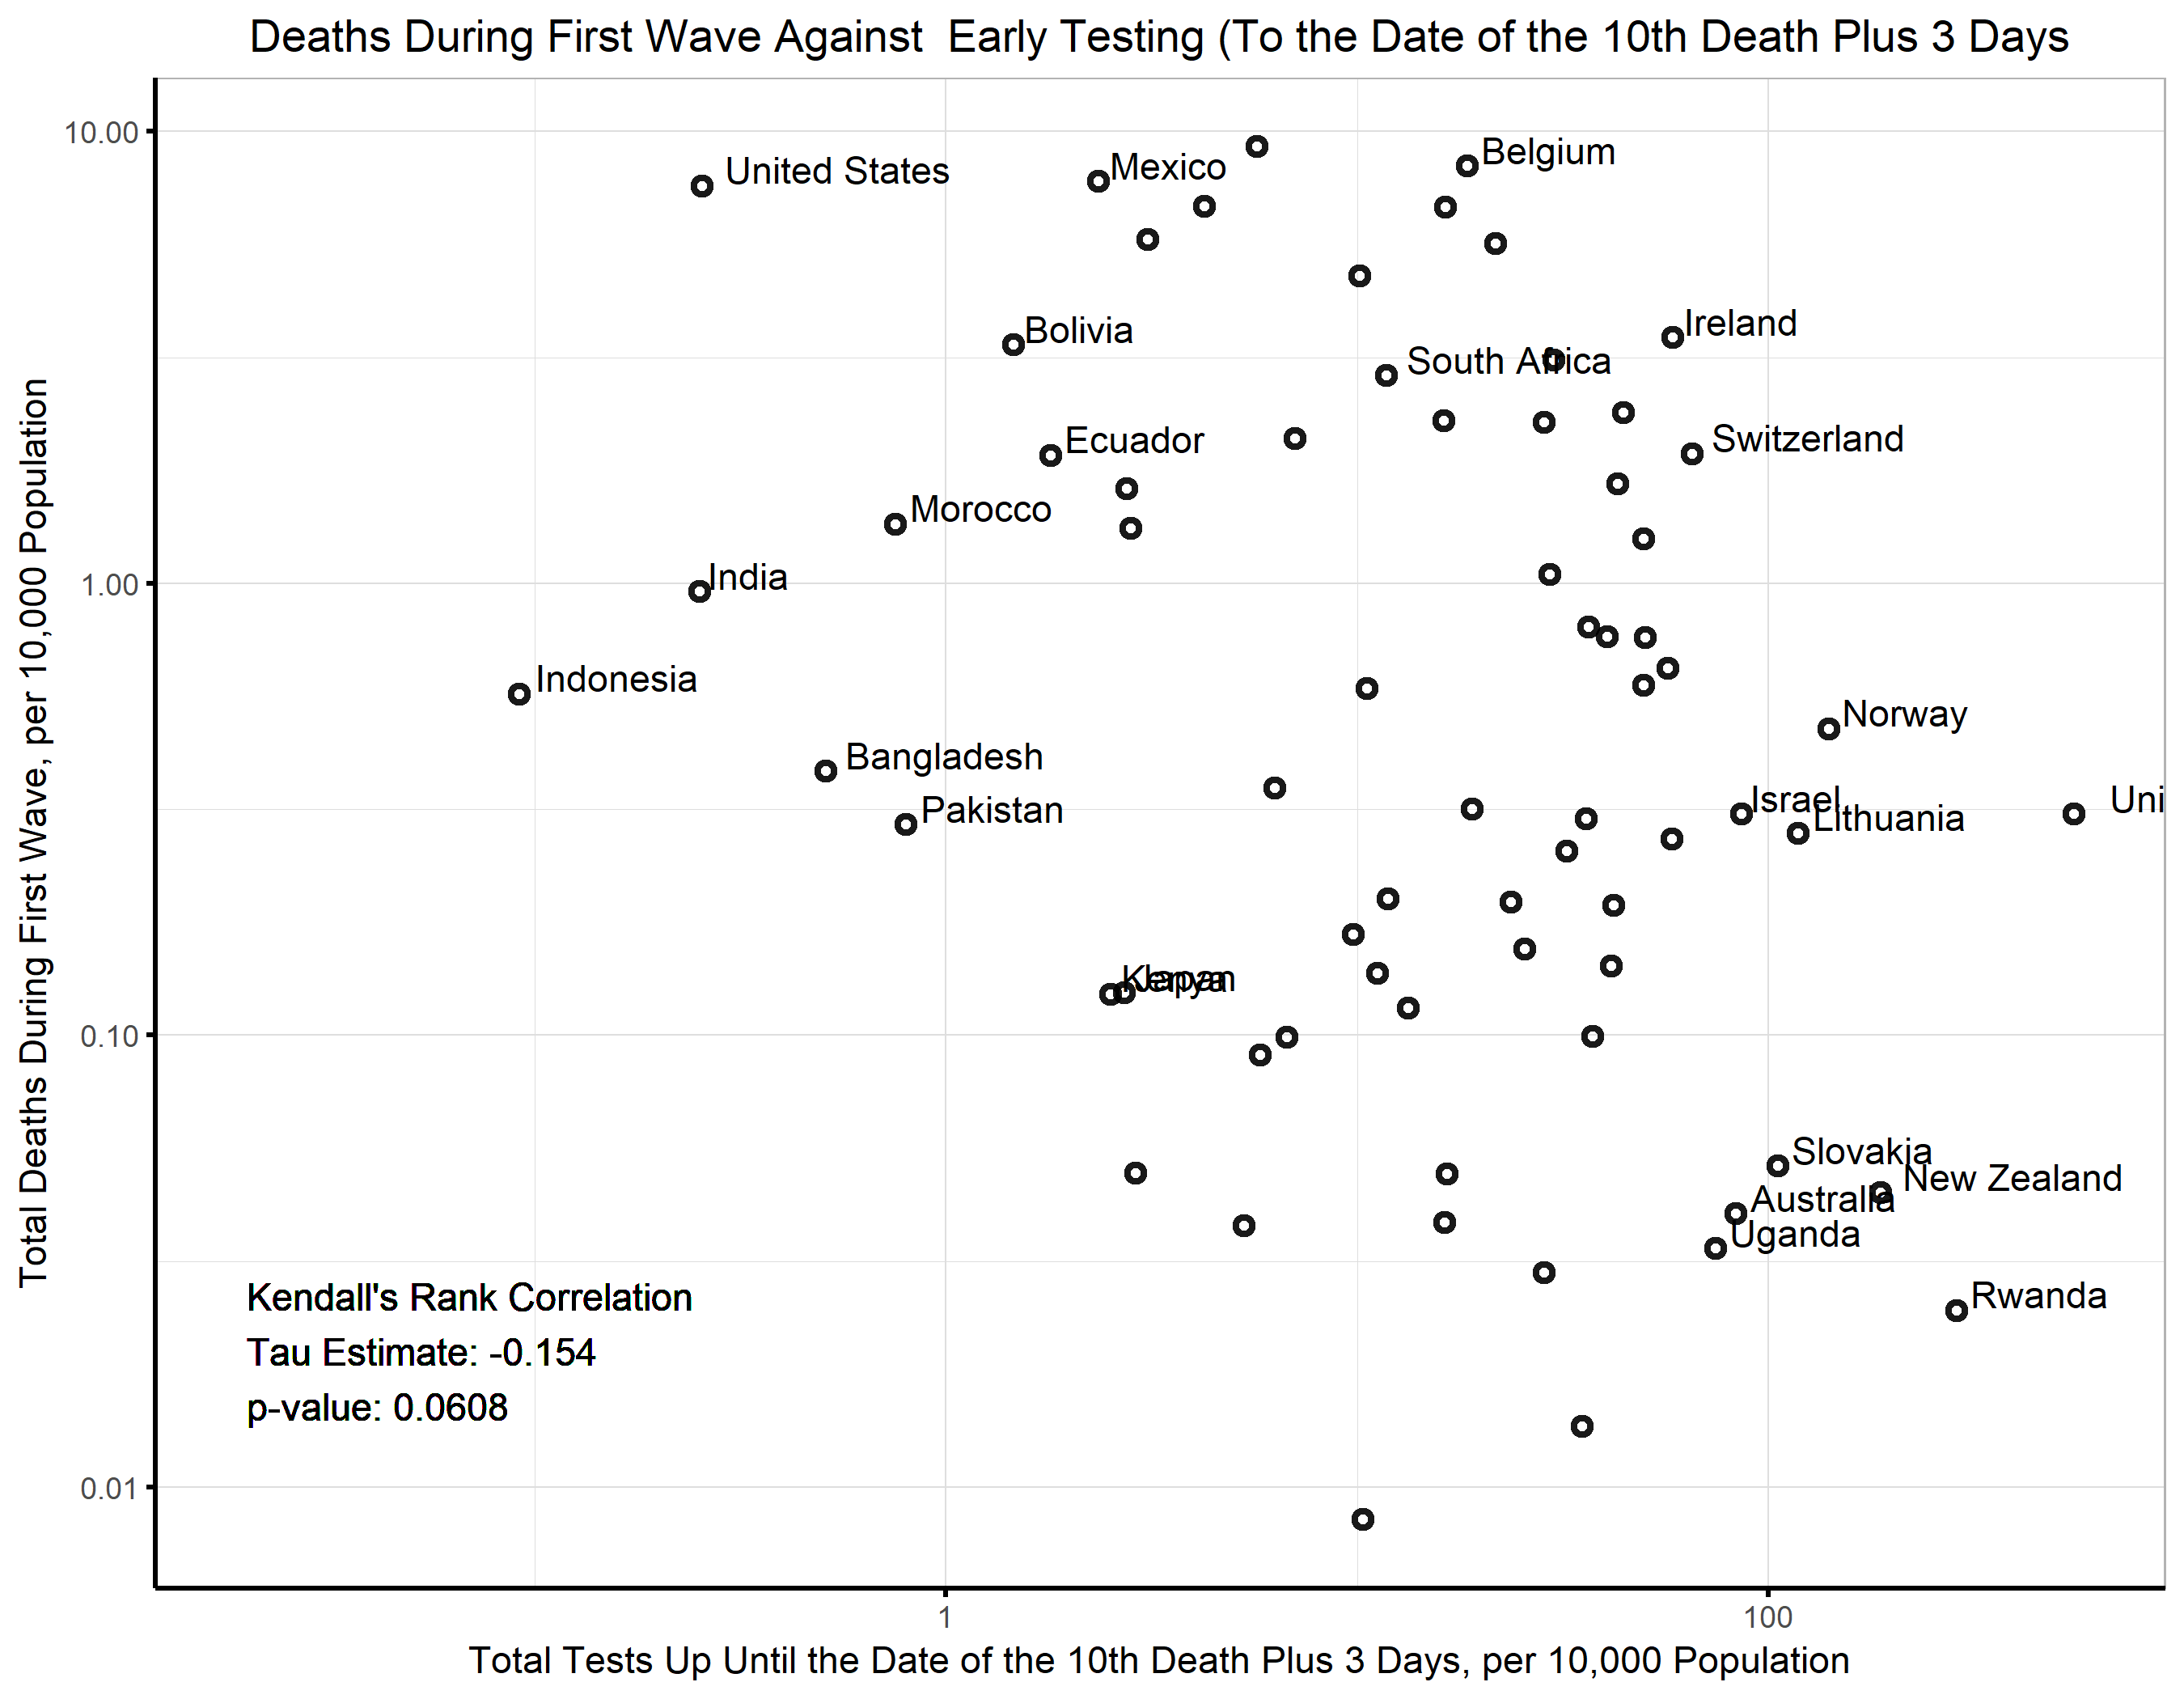 Deaths During First Wave Against  Early Testing (To the Date of the 10th Death Plus 3 Days
Total Deaths During First Wave, per 10,000 Population
10.00
1.00
0.10
0.01
United States
Mexico
Belgium
Bolivia
Ireland
South Africa
Ecuador
Switzerland
Morocco
India
Indonesia
Norway
Bangladesh
Pakistan
Israel
Lithuania
Uni
Kenya
Japan
Slovakia
New Zealand
Australia
Uganda
Rwanda
Kendall's Rank Correlation
Tau Estimate: -0.154
p-value: 0.0608
1
100
Total Tests Up Until the Date of the 10th Death Plus 3 Days, per 10,000 Population